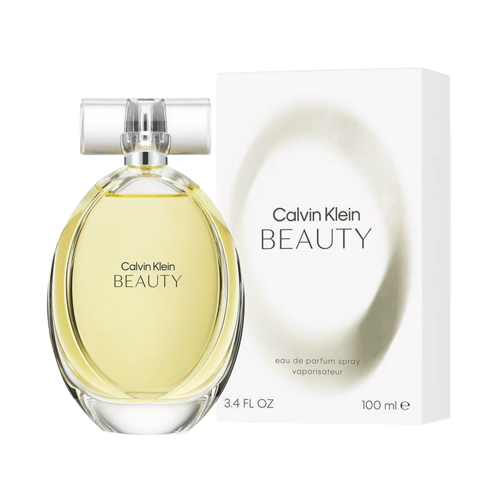 Calvin Klein
BEAUTY
Calvin Klein
BEAUTY
eau de parfum spray
vaporisateur
3.4 FL OZ 100 ml ℮